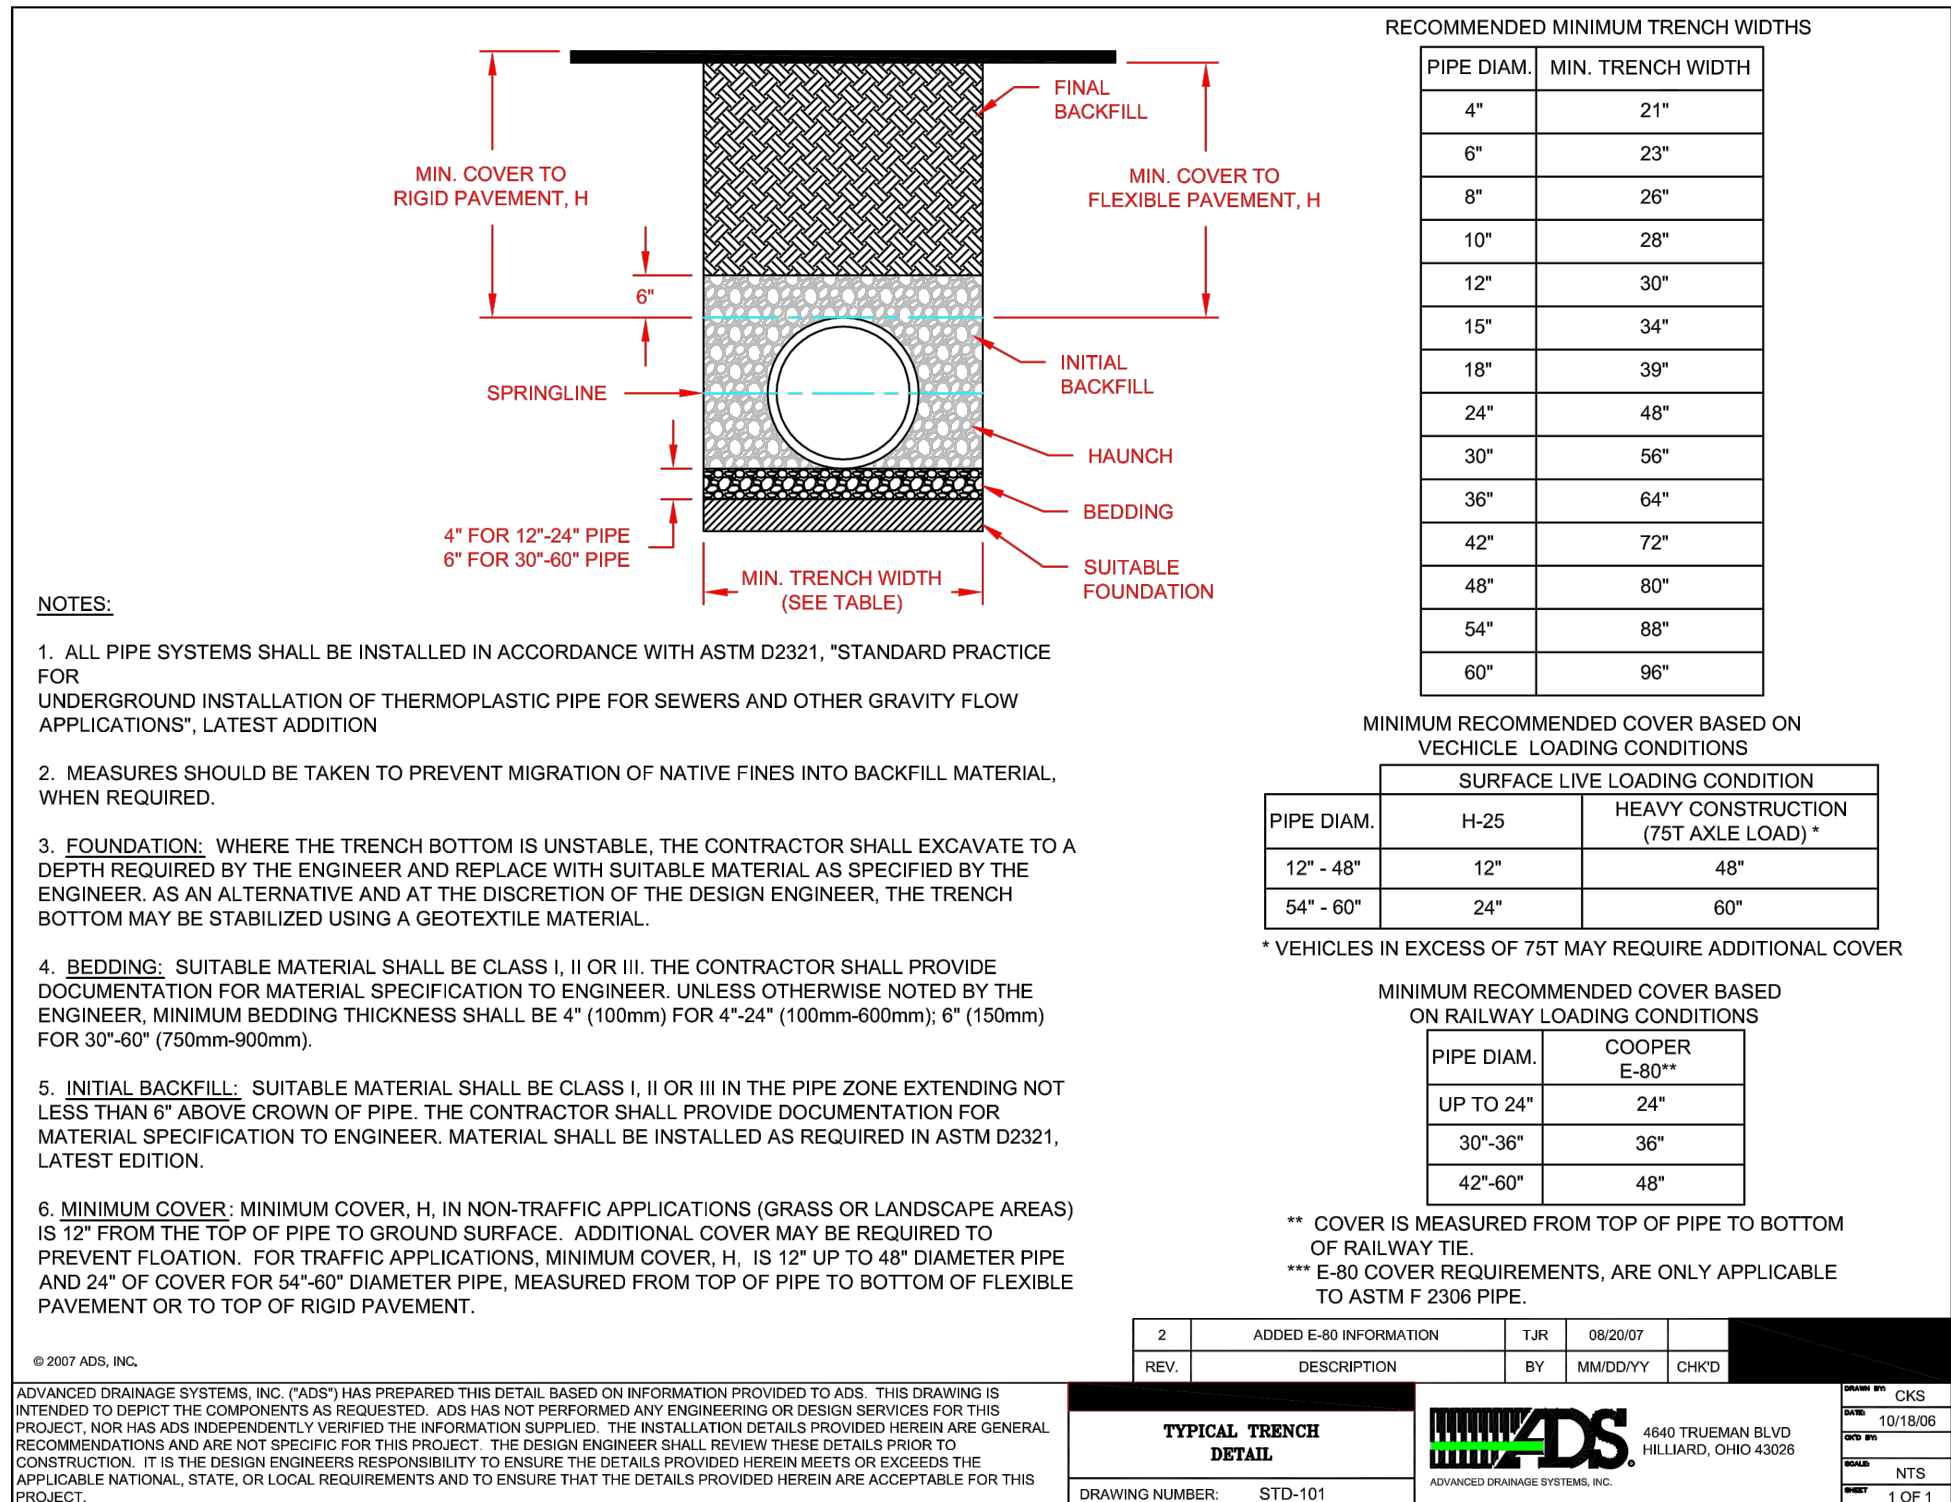 RECOMMENDED MINIMUM TRENCH WIDTHS
PIPE DIAM. MIN. TRENCH WIDTH
4" 21"
6" 23"
8" 26"
10" 28"
12" 30"
15" 34"
18" 39"
24" 48"
30" 56"
36" 64"
42" 72"
48" 80"
54" 88"
60" 96"
FINAL
BACKFILL
MIN. COVER TO
RIGID PAVEMENT, H
MIN. COVER TO
FLEXIBLE PAVEMENT, H
6"
INITIAL
BACKFILL
SPRINGLINE
HAUNCH
BEDDING
4" FOR 12"-24" PIPE
6" FOR 30"-60" PIPE
SUITABLE
FOUNDATION
MIN. TRENCH WIDTH
(SEE TABLE)
NOTES:
1. ALL PIPE SYSTEMS SHALL BE INSTALLED IN ACCORDANCE WITH ASTM D2321, "STANDARD PRACTICE
FOR
UNDERGROUND INSTALLATION OF THERMOPLASTIC PIPE FOR SEWERS AND OTHER GRAVITY FLOW
APPLICATIONS", LATEST ADDITION
2. MEASURES SHOULD BE TAKEN TO PREVENT MIGRATION OF NATIVE FINES INTO BACKFILL MATERIAL,
WHEN REQUIRED.
3. FOUNDATION: WHERE THE TRENCH BOTTOM IS UNSTABLE, THE CONTRACTOR SHALL EXCAVATE TO A
DEPTH REQUIRED BY THE ENGINEER AND REPLACE WITH SUITABLE MATERIAL AS SPECIFIED BY THE
ENGINEER. AS AN ALTERNATIVE AND AT THE DISCRETION OF THE DESIGN ENGINEER, THE TRENCH
BOTTOM MAY BE STABILIZED USING A GEOTEXTILE MATERIAL.
4. BEDDING: SUITABLE MATERIAL SHALL BE CLASS I, II OR III. THE CONTRACTOR SHALL PROVIDE
DOCUMENTATION FOR MATERIAL SPECIFICATION TO ENGINEER. UNLESS OTHERWISE NOTED BY THE
ENGINEER, MINIMUM BEDDING THICKNESS SHALL BE 4" (100mm) FOR 4"-24" (100mm-600mm); 6" (150mm)
FOR 30"-60" (750mm-900mm).
5. INITIAL BACKFILL: SUITABLE MATERIAL SHALL BE CLASS I, II OR III IN THE PIPE ZONE EXTENDING NOT
LESS THAN 6" ABOVE CROWN OF PIPE. THE CONTRACTOR SHALL PROVIDE DOCUMENTATION FOR
MATERIAL SPECIFICATION TO ENGINEER. MATERIAL SHALL BE INSTALLED AS REQUIRED IN ASTM D2321,
LATEST EDITION.
6. MINIMUM COVER: MINIMUM COVER, H, IN NON-TRAFFIC APPLICATIONS (GRASS OR LANDSCAPE AREAS)
IS 12" FROM THE TOP OF PIPE TO GROUND SURFACE. ADDITIONAL COVER MAY BE REQUIRED TO
PREVENT FLOATION. FOR TRAFFIC APPLICATIONS, MINIMUM COVER, H, IS 12" UP TO 48" DIAMETER PIPE
AND 24" OF COVER FOR 54"-60" DIAMETER PIPE, MEASURED FROM TOP OF PIPE TO BOTTOM OF FLEXIBLE
PAVEMENT OR TO TOP OF RIGID PAVEMENT.
© 2007 ADS, INC.
MINIMUM RECOMMENDED COVER BASED ON
VECHICLE LOADING CONDITIONS
SURFACE LIVE LOADING CONDITION
PIPE DIAM. H-25 HEAVY CONSTRUCTION
(75T AXLE LOAD) *
12" - 48" 12" 48"
54" - 60" 24" 60"
* VEHICLES IN EXCESS OF 75T MAY REQUIRE ADDITIONAL COVER
MINIMUM RECOMMENDED COVER BASED
ON RAILWAY LOADING CONDITIONS
PIPE DIAM. COOPER
E-80**
UP TO 24" 24"
30"-36" 36"
42"-60" 48"
** COVER IS MEASURED FROM TOP OF PIPE TO BOTTOM
OF RAILWAY TIE.
*** E-80 COVER REQUIREMENTS, ARE ONLY APPLICABLE
TO ASTM F 2306 PIPE.
2 ADDED E-80 INFORMATION TJR 08/20/07
REV. DESCRIPTION BY MM/DD/YY CHK'D
ADVANCED DRAINAGE SYSTEMS, INC. ("ADS") HAS PREPARED THIS DETAIL BASED ON INFORMATION PROVIDED TO ADS. THIS DRAWING IS
INTENDED TO DEPICT THE COMPONENTS AS REQUESTED. ADS HAS NOT PERFORMED ANY ENGINEERING OR DESIGN SERVICES FOR THIS
PROJECT, NOR HAS ADS INDEPENDENTLY VERIFIED THE INFORMATION SUPPLIED. THE INSTALLATION DETAILS PROVIDED HEREIN ARE GENERAL
RECOMMENDATIONS AND ARE NOT SPECIFIC FOR THIS PROJECT. THE DESIGN ENGINEER SHALL REVIEW THESE DETAILS PRIOR TO
CONSTRUCTION. IT IS THE DESIGN ENGINEERS RESPONSIBILITY TO ENSURE THE DETAILS PROVIDED HEREIN MEETS OR EXCEEDS THE
APPLICABLE NATIONAL, STATE, OR LOCAL REQUIREMENTS AND TO ENSURE THAT THE DETAILS PROVIDED HEREIN ARE ACCEPTABLE FOR THIS
PROJECT.
TYPICAL TRENCH
DETAIL
DRAWING NUMBER: STD-101
ADS
ADVANCED DRAINAGE SYSTEMS, INC.
4640 TRUEMAN BLVD
HILLIARD, OHIO 43026
DRAWN BY: CKS
DATE: 10/18/06
CK'D BY:
SCALE: NTS
SHEET 1 OF 1